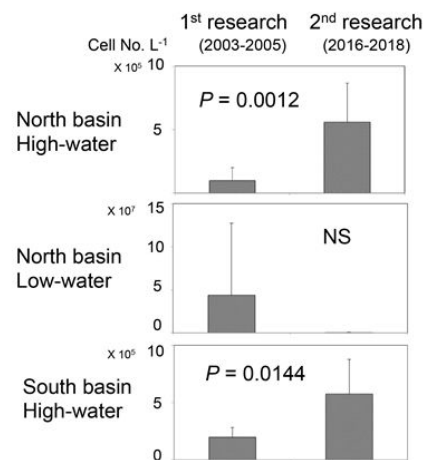 1st research 2nd research
Cell No. L-1 (2003-2005) (2016-2018)
X 10⁵ 10
5
North basin
High-water
P = 0.0012
X 10⁷ 15
10
5
0
North basin
Low-water
NS
X 10⁵ 10
5
0
South basin
High-water
P = 0.0144